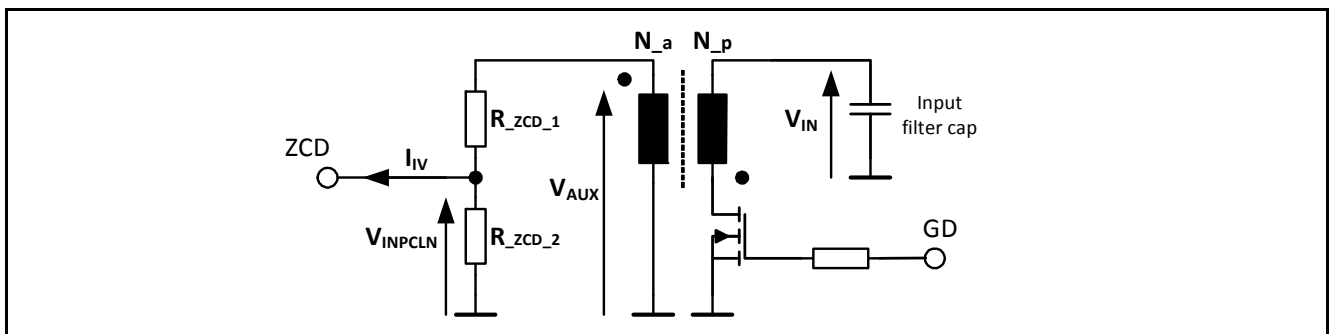 N_a N_p
R_ZCD_1
V_IN
Input
filter cap
ZCD
I_IV
V_AUX
V_INPCLN
R_ZCD_2
GD